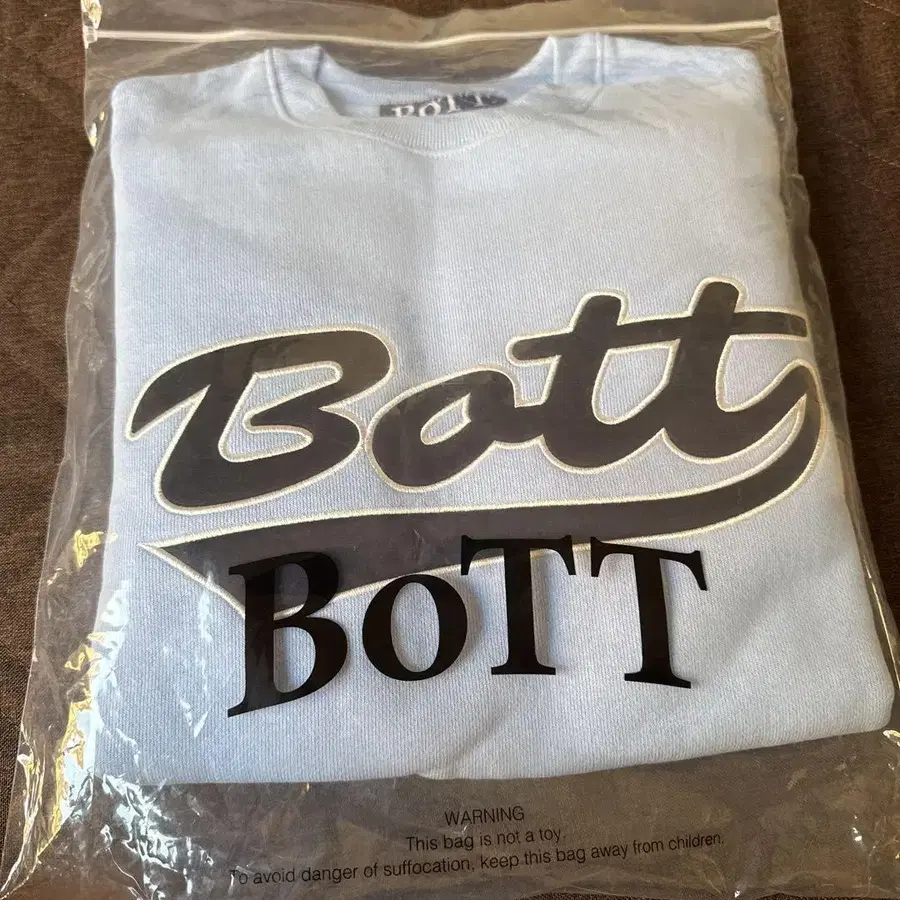 BoTT
Bott
BoTT
WARNING
This bag is not a toy.
To avoid danger of suffocation, keep this bag away from children.